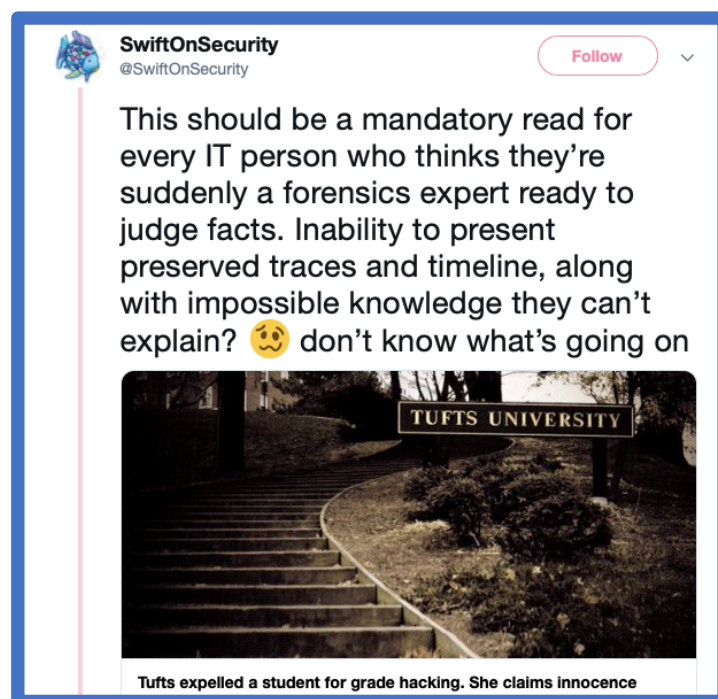 SwiftOnSecurity
@SwiftOnSecurity
Follow
This should be a mandatory read for
every IT person who thinks they’re
suddenly a forensics expert ready to
judge facts. Inability to present
preserved traces and timeline, along
with impossible knowledge they can’t
explain? 🥴 don’t know what’s going on
TUFTS UNIVERSITY
Tufts expelled a student for grade hacking. She claims innocence